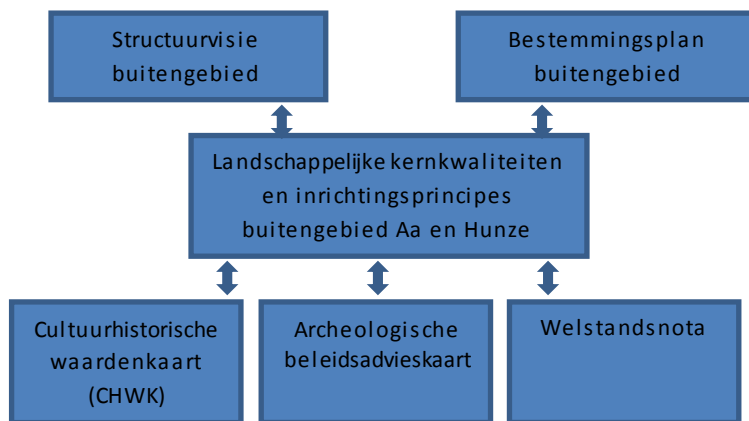 Structuurvisie
buitengebied
Bestemmingsplan
buitengebied
Landschappelijke kernkwaliteiten
en inrichtingsprincipes
buitengebied Aa en Hunze
Cultuurhistorische
waardenkaart
(CHWK)
Archeologische
beleidsadvieskaart
Welstandsnota